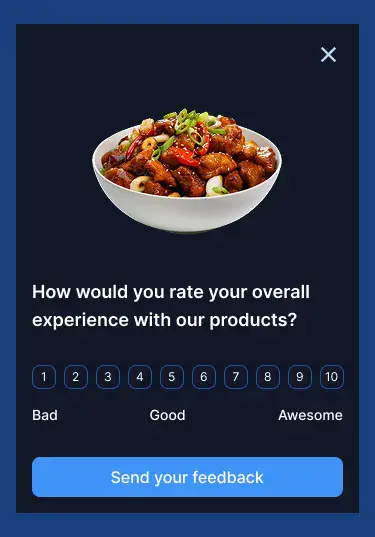 How would you rate your overall
experience with our products?
1 2 3 4 5 6 7 8 9 10
Bad Good Awesome
Send your feedback